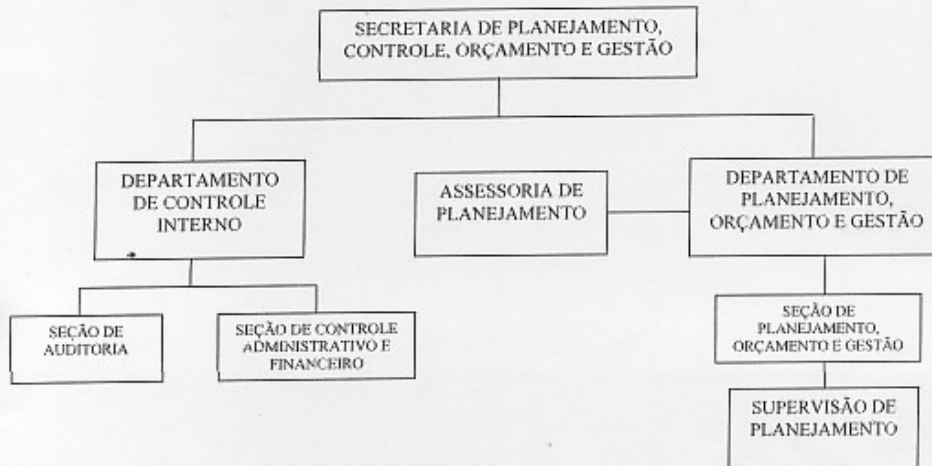 SECRETARIA DE PLANEJAMENTO,
CONTROLE, ORÇAMENTO E GESTÃO
DEPARTAMENTO
DE CONTROLE
INTERNO
ASSESSORIA DE
PLANEJAMENTO
DEPARTAMENTO DE
PLANEJAMENTO,
ORÇAMENTO E GESTÃO
SEÇÃO DE
AUDITORIA
SEÇÃO DE CONTROLE
ADMINISTRATIVO E
FINANCEIRO
SEÇÃO DE
PLANEJAMENTO,
ORÇAMENTO E GESTÃO
SUPERVISÃO DE
PLANEJAMENTO